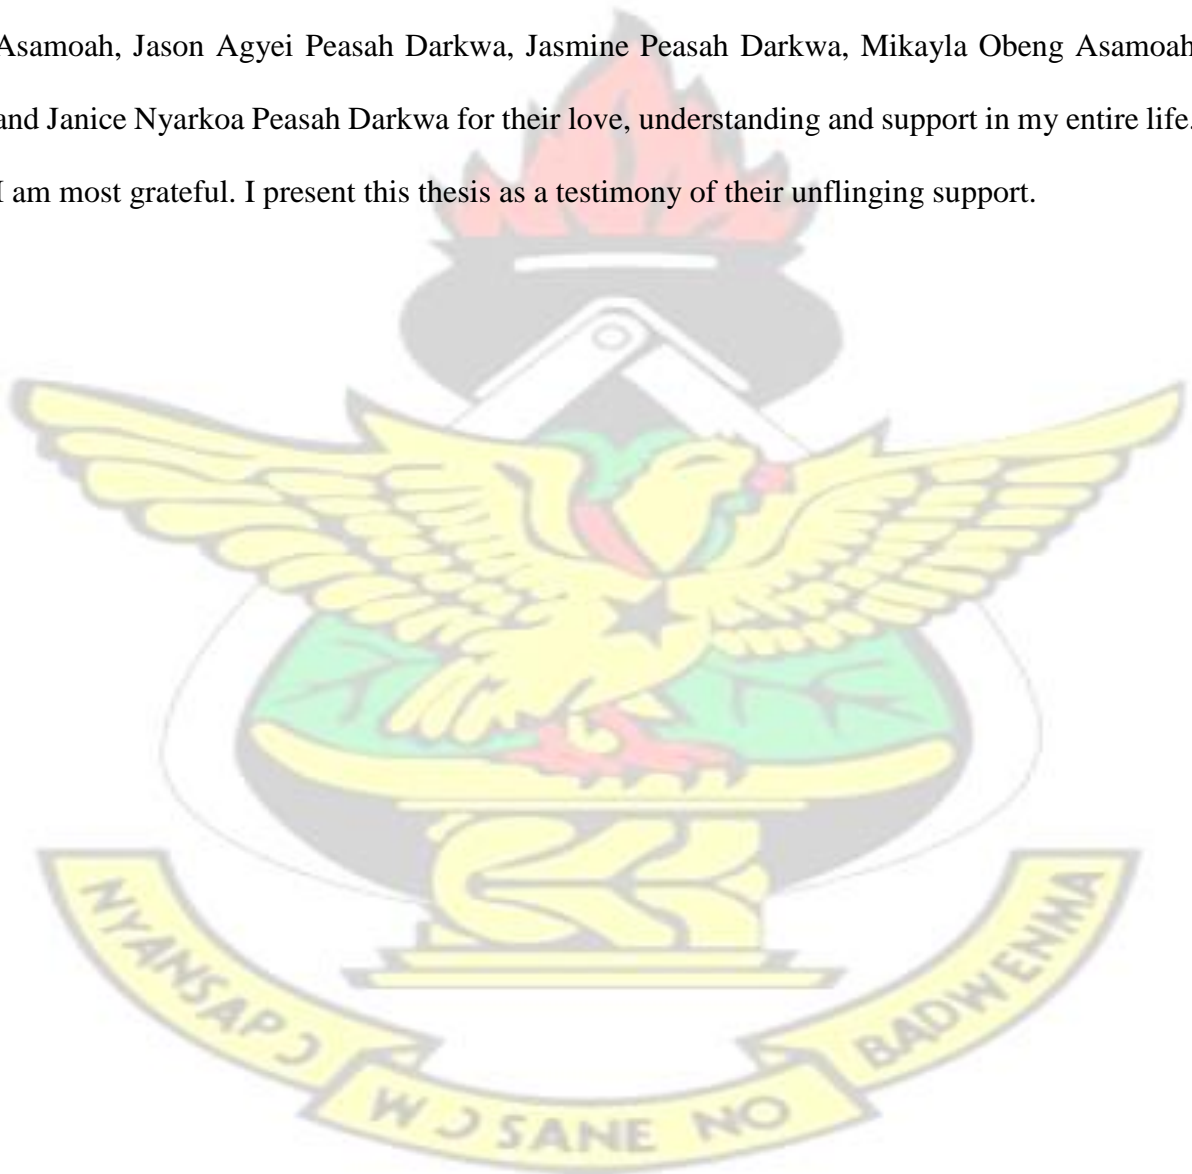 Asamoah, Jason Agyei Peasah Darkwa, Jasmine Peasah Darkwa, Mikayla Obeng Asamoah
and Janice Nyarkoa Peasah Darkwa for their love, understanding and support in my entire life.
I am most grateful. I present this thesis as a testimony of their unflinging support.
NYANSAPƆ
WƆSANE NO
BADWENMA